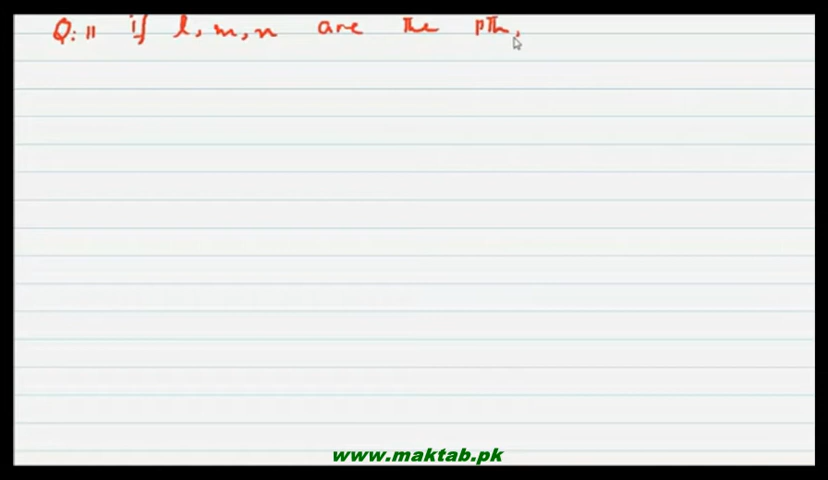 Q: 11 if l, m, n are the pth,
www.maktab.pk